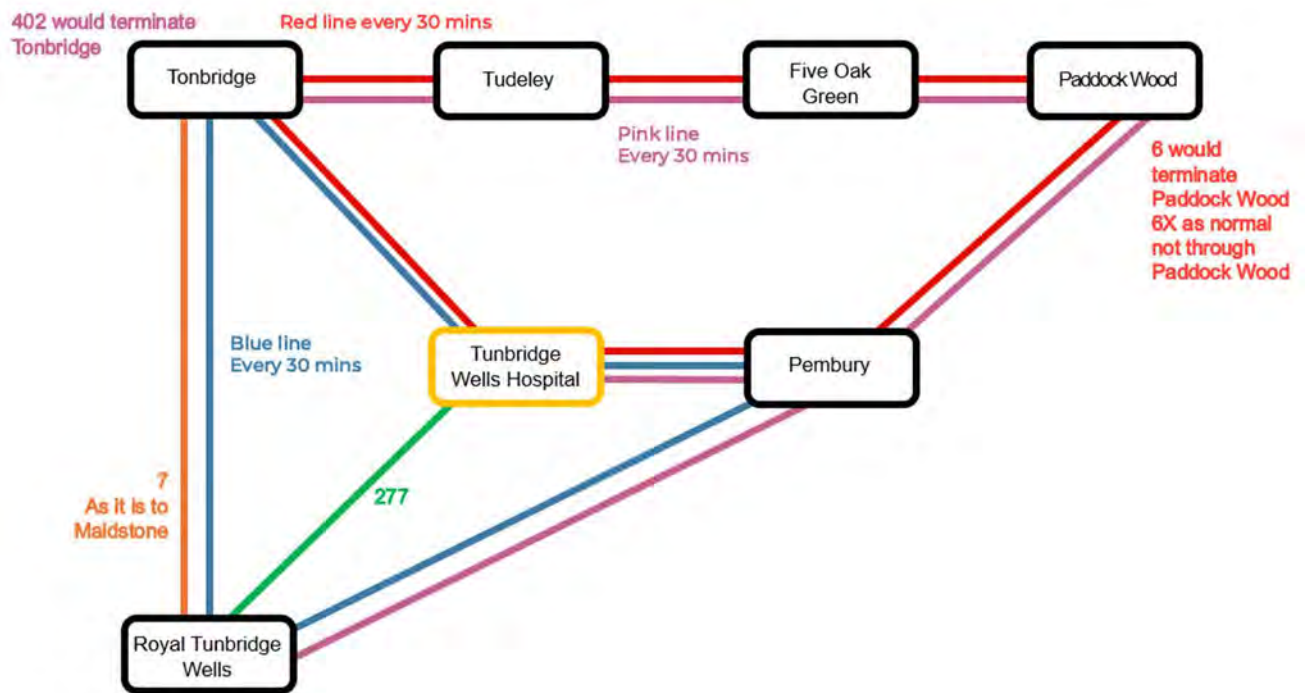 402 would terminate
Tonbridge
Red line every 30 mins
Tonbridge
Tudeley
Five Oak
Green
Paddock Wood
Pink line
Every 30 mins
6 would
terminate
Paddock Wood
6X as normal
not through
Paddock Wood
Blue line
Every 30 mins
Tunbridge
Wells Hospital
Pembury
7
As it is to
Maidstone
277
Royal Tunbridge
Wells